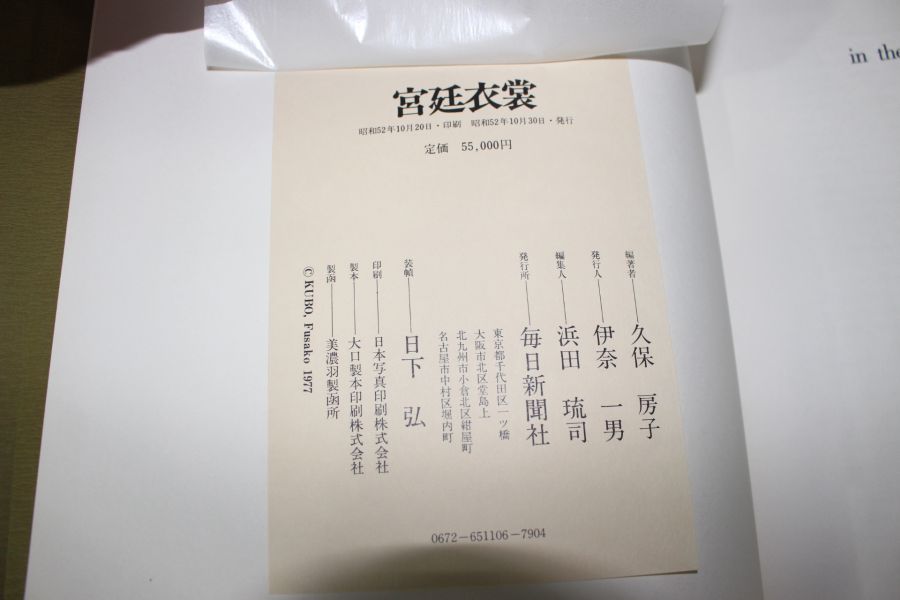 宮廷衣裳
昭和52年10月20日・印刷　昭和52年10月30日・発行
定価　55,000円
編著者――久保　房子
発行人――伊奈　一男
編集人――浜田　琉司
発行所――毎日新聞社
東京都千代田区一ツ橋
大阪市北区堂島上
北九州市小倉北区紺屋町
名古屋市中村区堀内町
装幀――日下　弘
印刷――日本写真印刷株式会社
製本――大口製本印刷株式会社
製函――美濃羽製函所
© KUBO, Fusako 1977
0672－651106－7904
in the